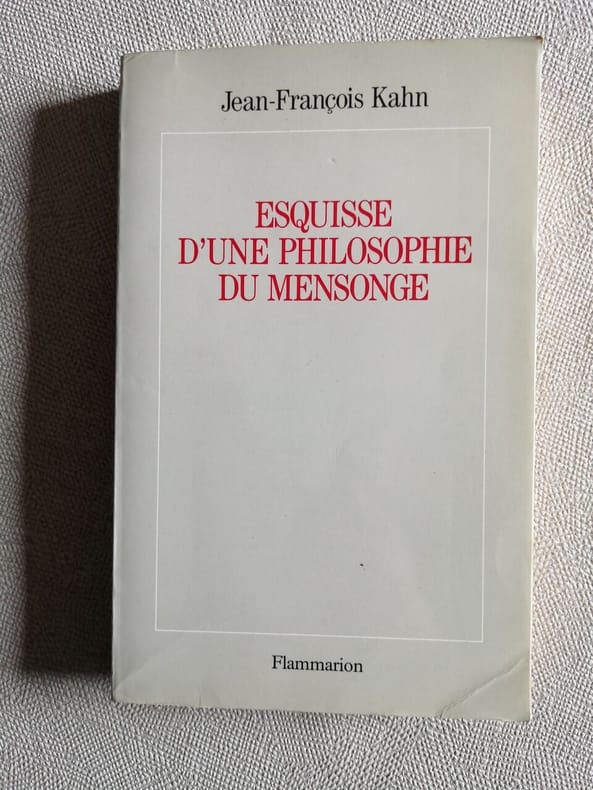 Jean-François Kahn
ESQUISSE
D'UNE PHILOSOPHIE
DU MENSONGE
Flammarion